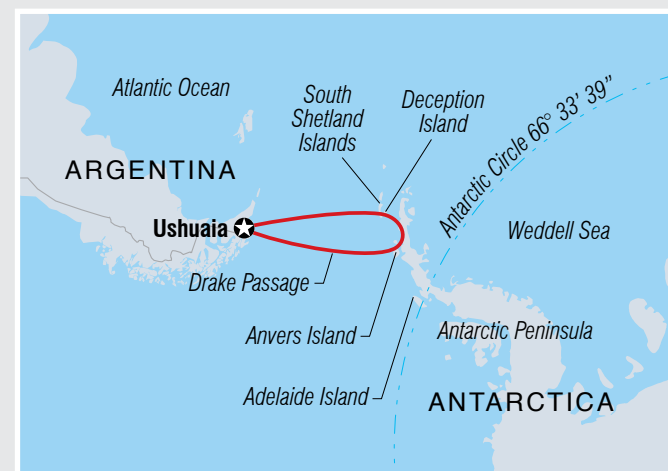 Atlantic Ocean
South
Shetland
Islands
Deception
Island
Antarctic Circle 66° 33’ 39”
ARGENTINA
Ushuaia
Weddell Sea
Drake Passage
Anvers Island
Antarctic Peninsula
Adelaide Island
ANTARCTICA